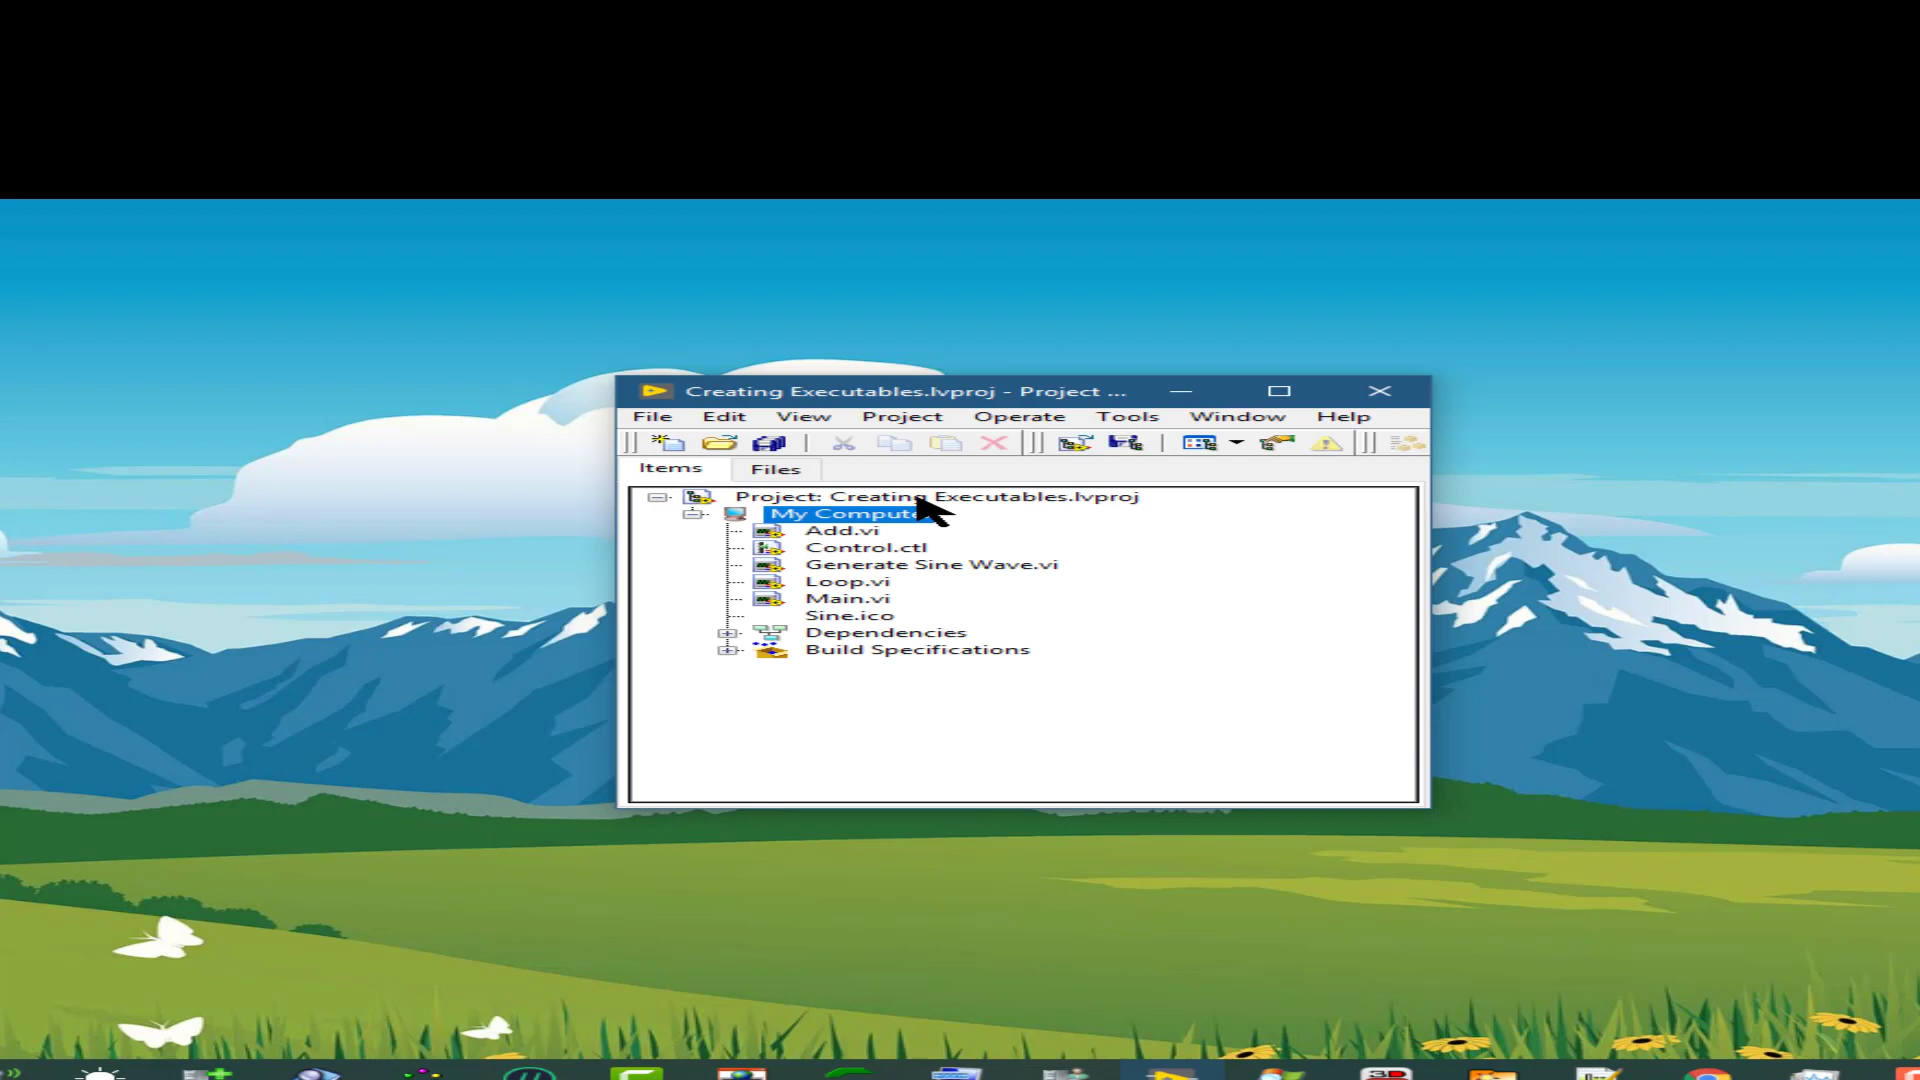 Creating Executables.lvproj - Project ...
File Edit View Project Operate Tools Window Help
Items Files
Project: Creating Executables.lvproj
My Compute
Add.vi
Control.ctl
Generate Sine Wave.vi
Loop.vi
Main.vi
Sine.ico
Dependencies
Build Specifications
3D